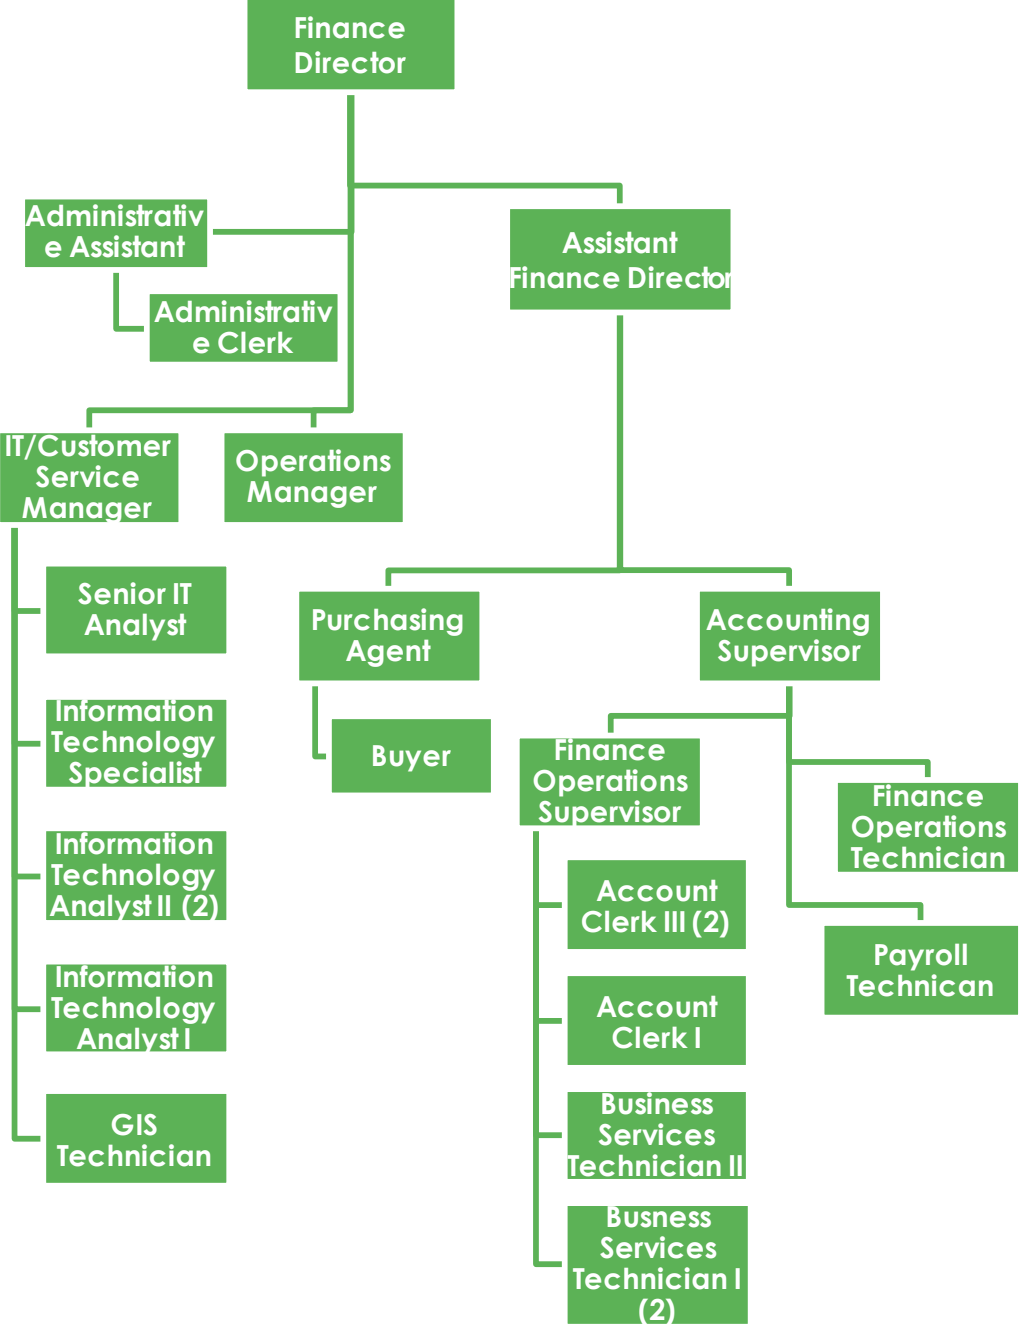 Finance
Director
Administrativ
e Assistant
Assistant
Finance Director
Administrativ
e Clerk
IT/Customer
Service
Manager
Operations
Manager
Senior IT
Analyst
Purchasing
Agent
Accounting
Supervisor
Information
Technology
Specialist
Buyer
Finance
Operations
Supervisor
Finance
Operations
Technician
Information
Technology
Analyst II (2)
Account
Clerk III (2)
Payroll
Technican
Information
Technology
Analyst I
Account
Clerk I
GIS
Technician
Business
Services
Technician II
Busness
Services
Technician I
(2)